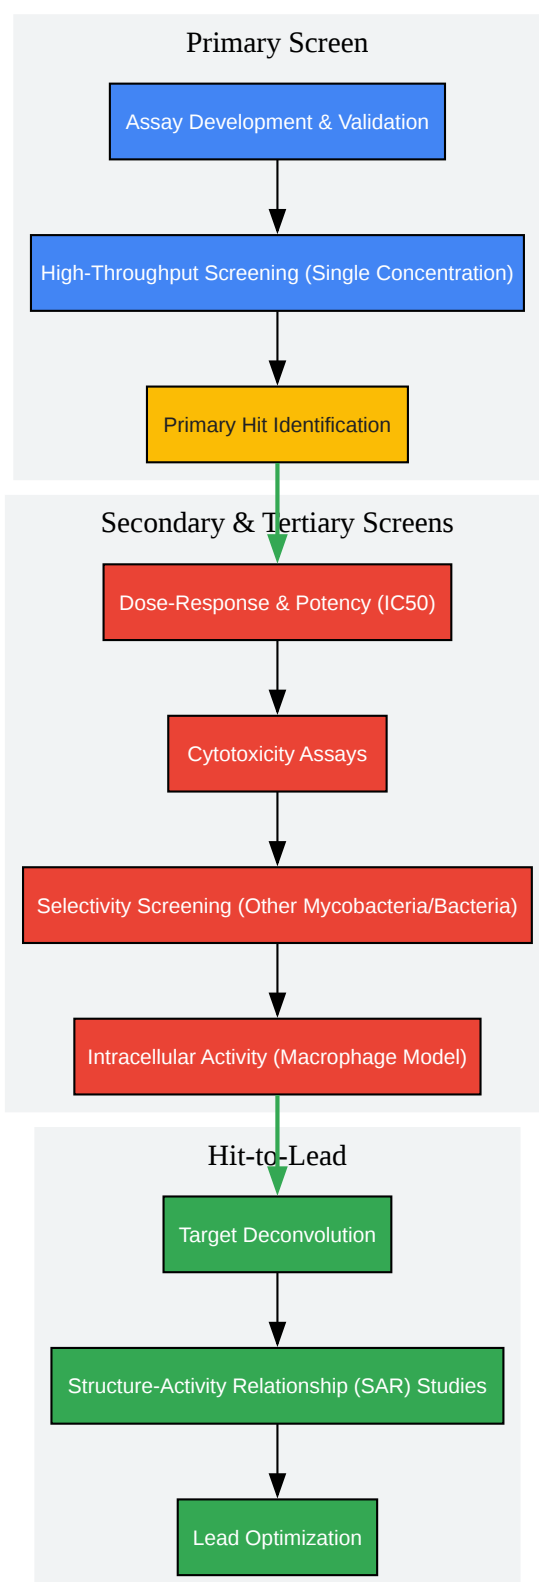 Primary Screen
Assay Development & Validation
High-Throughput Screening (Single Concentration)
Primary Hit Identification
Secondary & Tertiary Screens
Dose-Response & Potency (IC50)
Cytotoxicity Assays
Selectivity Screening (Other Mycobacteria/Bacteria)
Intracellular Activity (Macrophage Model)
Hit-to-Lead
Target Deconvolution
Structure-Activity Relationship (SAR) Studies
Lead Optimization